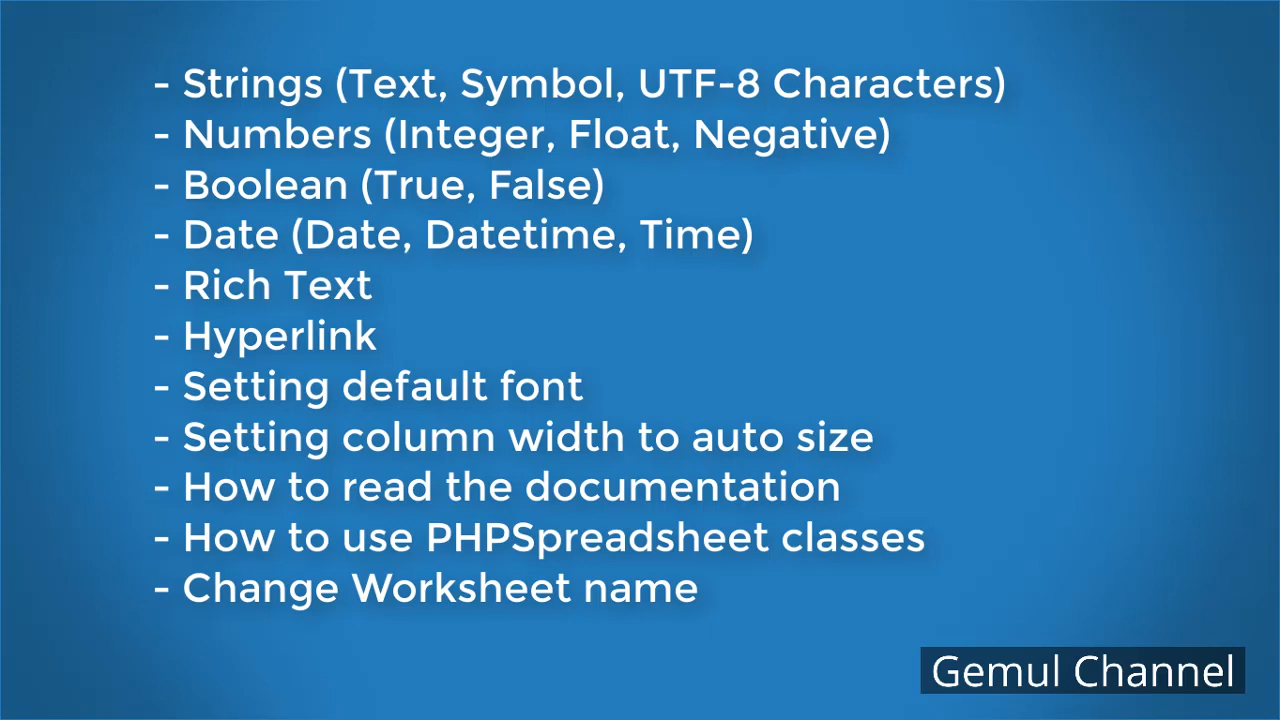 - Strings (Text, Symbol, UTF-8 Characters)
- Numbers (Integer, Float, Negative)
- Boolean (True, False)
- Date (Date, Datetime, Time)
- Rich Text
- Hyperlink
- Setting default font
- Setting column width to auto size
- How to read the documentation
- How to use PHPSpreadsheet classes
- Change Worksheet name
Gemul Channel